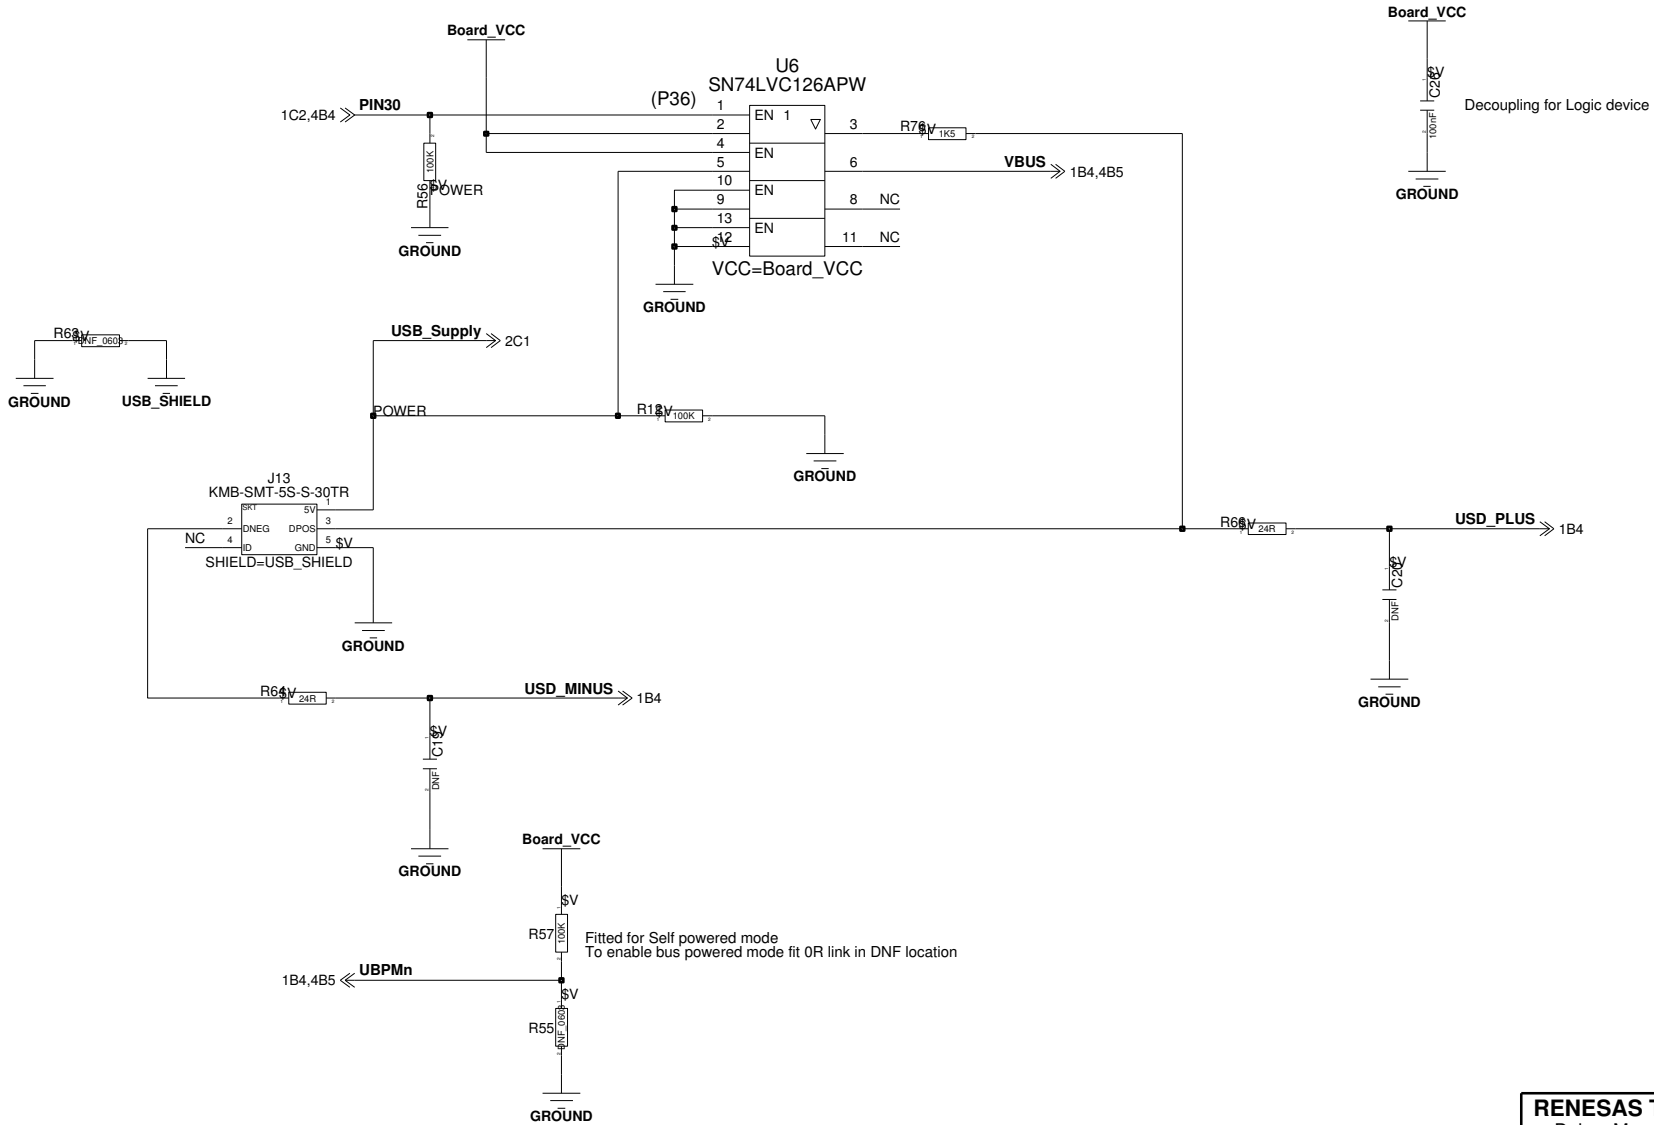 Board_VCC
Board_VCC
U6
SN74LVC126APW
$V
C26
100nF
Decoupling for Logic device
GROUND
1C2,4B4 PIN30
(P36)
1 EN 1
2
3
R76 $V 1K5
4 EN
5
6 VBUS 1B4,4B5
10 EN
9
8 NC
13 EN
$V 12
11 NC
VCC=Board_VCC
GROUND
R56 100K $V
POWER
GROUND
R63 $V DNF_0603
GROUND
USB_SHIELD
USB_Supply 2C1
POWER
$V 100K
GROUND
J13
KMB-SMT-5S-S-30TR
SKT 5V 1
2 DNEG DPOS 3
NC 4 ID GND 5 $V
SHIELD=USB_SHIELD
GROUND
$V 24R
USD_PLUS 1B4
$V
DNF
GROUND
R64 $V 24R
USD_MINUS 1B4
$V
C19
DNF
GROUND
Board_VCC
$V
R57 100K
Fitted for Self powered mode
To enable bus powered mode fit 0R link in DNF location
1B4,4B5 UBPMn
$V
R55 DNF_0603
GROUND
RENESAS